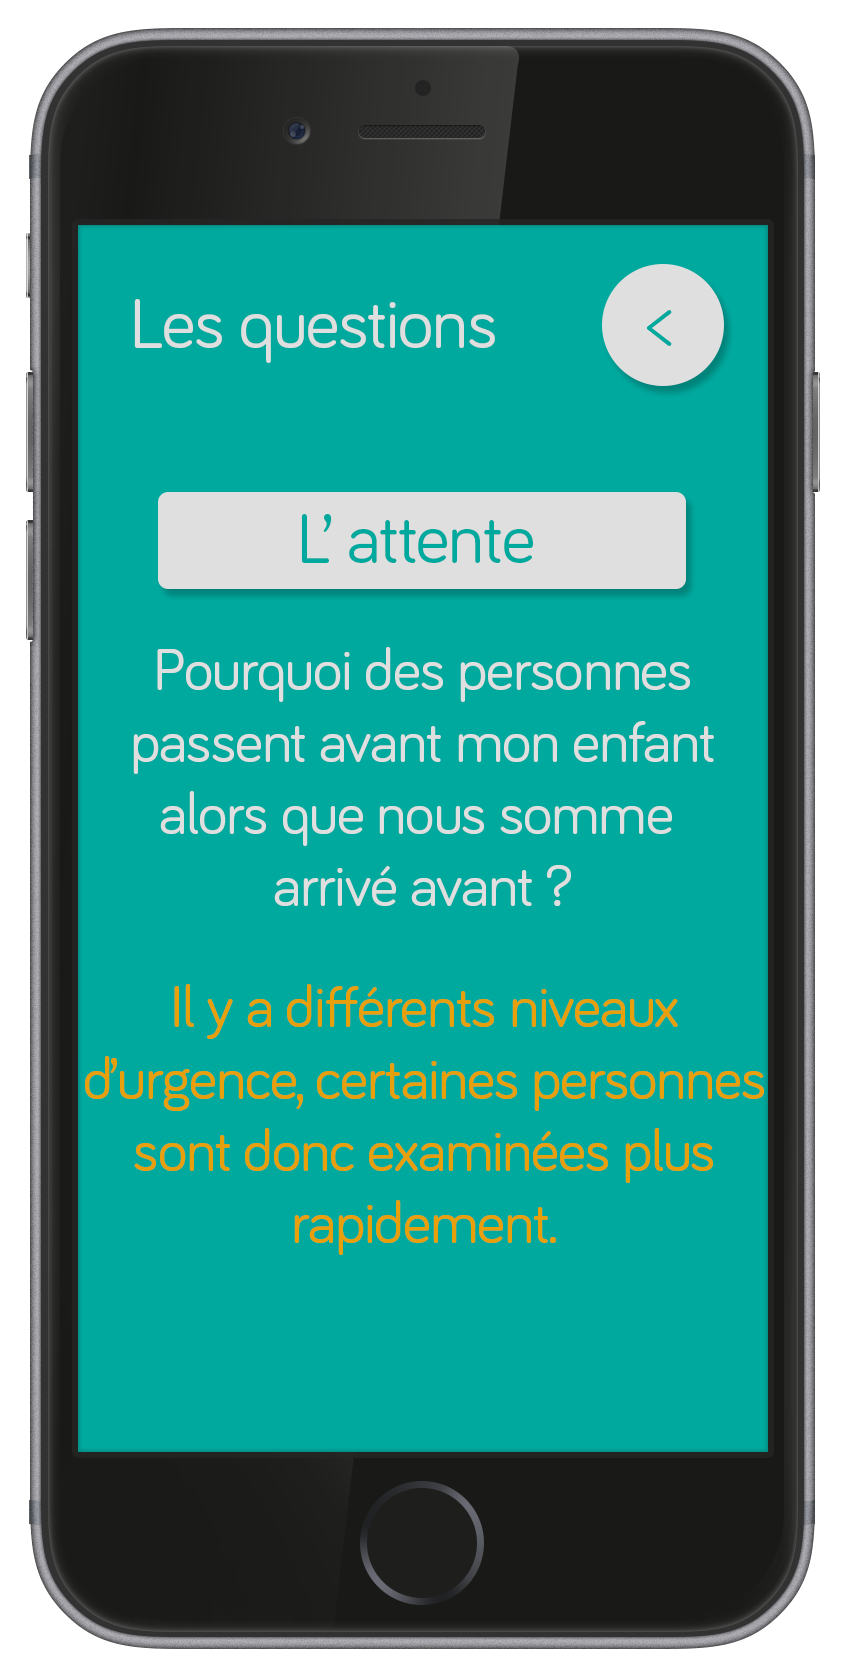 Les questions
L’ attente
Pourquoi des personnes
passent avant mon enfant
alors que nous somme
arrivé avant ?
Il y a différents niveaux
d’urgence, certaines personnes
sont donc examinées plus
rapidement.